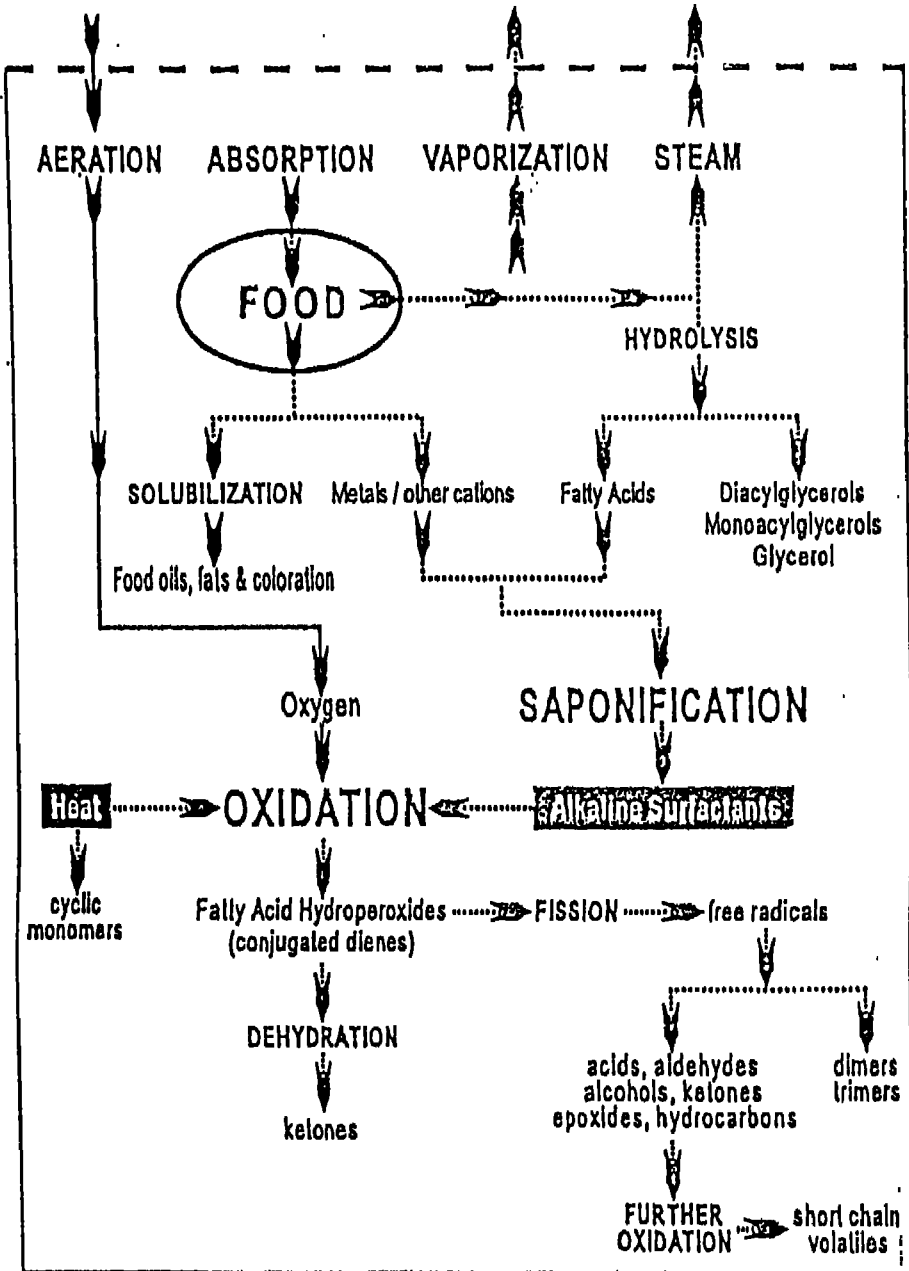 AERATION ABSORPTION VAPORIZATION STEAM
FOOD
HYDROLYSIS
SOLUBILIZATION Metals / other cations Fatty Acids Diacylglycerols
Monoacylglycerols
Glycerol
Food oils, fats & coloration
Oxygen SAPONIFICATION
Heat OXIDATION Alkaline Surfactants
cyclic
monomers
Fatty Acid Hydroperoxides FISSION free radicals
(conjugated dienes)
DEHYDRATION
ketones
acids, aldehydes
alcohols, ketones
epoxides, hydrocarbons
dimers
trimers
FURTHER
OXIDATION
short chain
volatiles